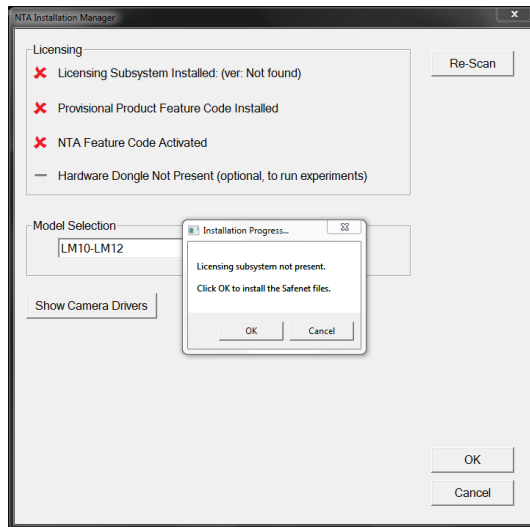 NTA Installation Manager
x
Licensing
Licensing Subsystem Installed: (ver: Not found)
Re-Scan
Provisional Product Feature Code Installed
NTA Feature Code Activated
Hardware Dongle Not Present (optional, to run experiments)
Model Selection
LM10-LM12
Installation Progress...
Licensing subsystem not present.
Click OK to install the Safenet files.
OK
Cancel
Show Camera Drivers
OK
Cancel